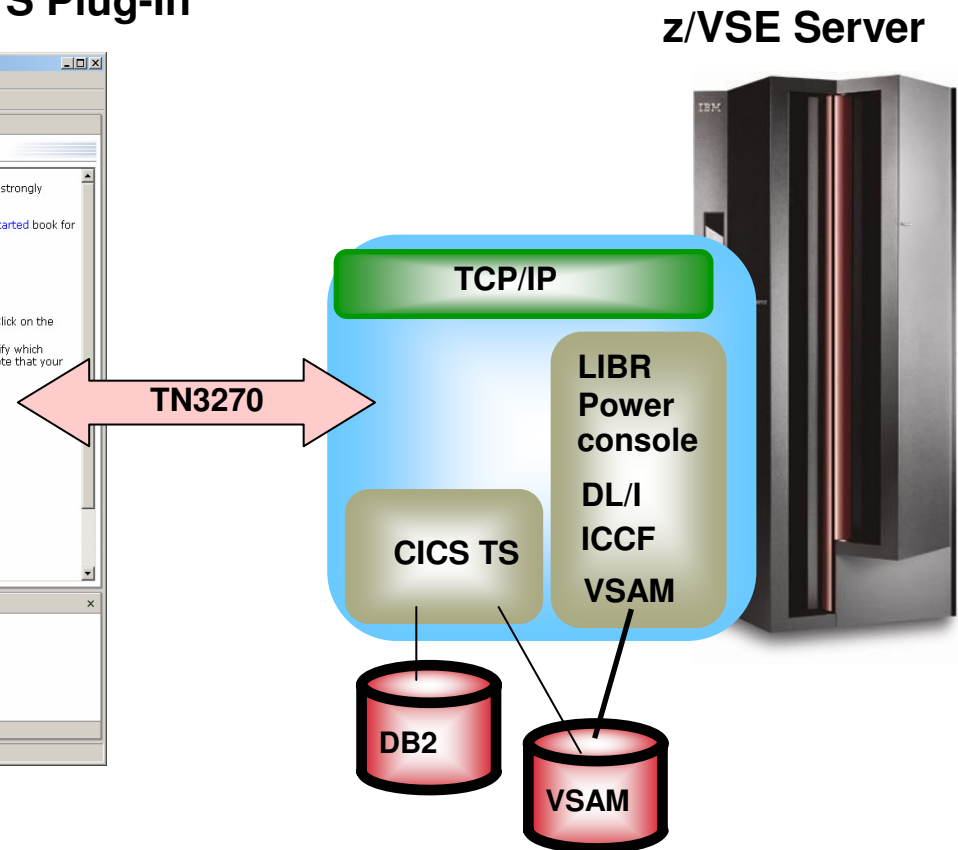 S Plug-In
z/VSE Server
IBM
strongly
tarted book for
lick on the
ify which
te that your
TCP/IP
TN3270
LIBR
Power
console
DL/I
ICCF
VSAM
CICS TS
DB2
VSAM